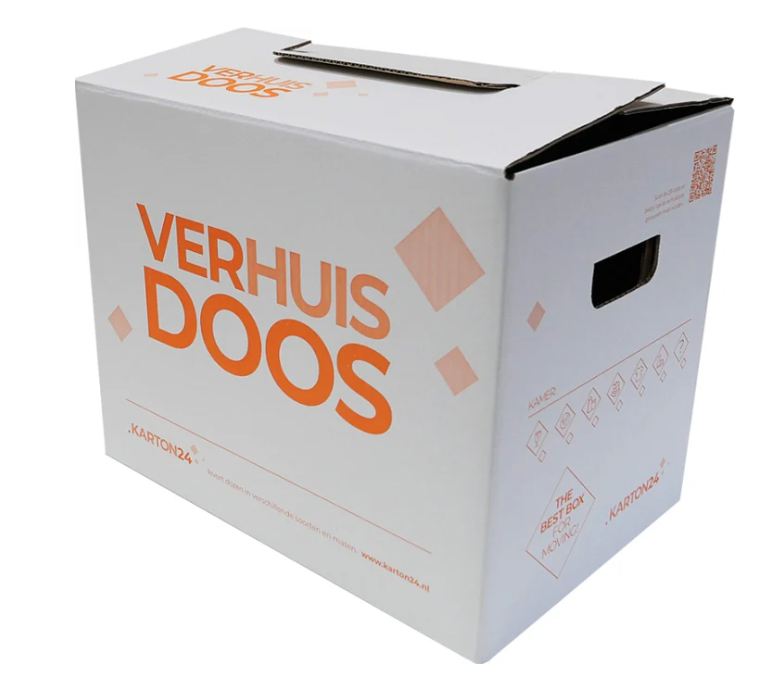 VERHUIS
DOOS
VERHUIS
DOOS
.KARTON24
levert dozen in verschillende soorten en maten. www.karton24.nl
KAMER:
THE
BEST BOX
FOR
MOVING!
.KARTON24